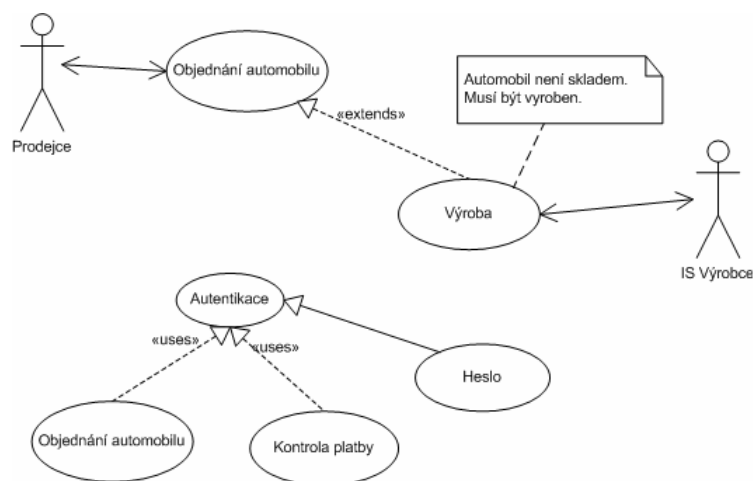 Objednání automobilu
Automobil není skladem.
Musí být vyroben.
«extends»
Prodejce
Výroba
IS Výrobce
Autentikace
«uses»
«uses»
Heslo
Objednání automobilu
Kontrola platby